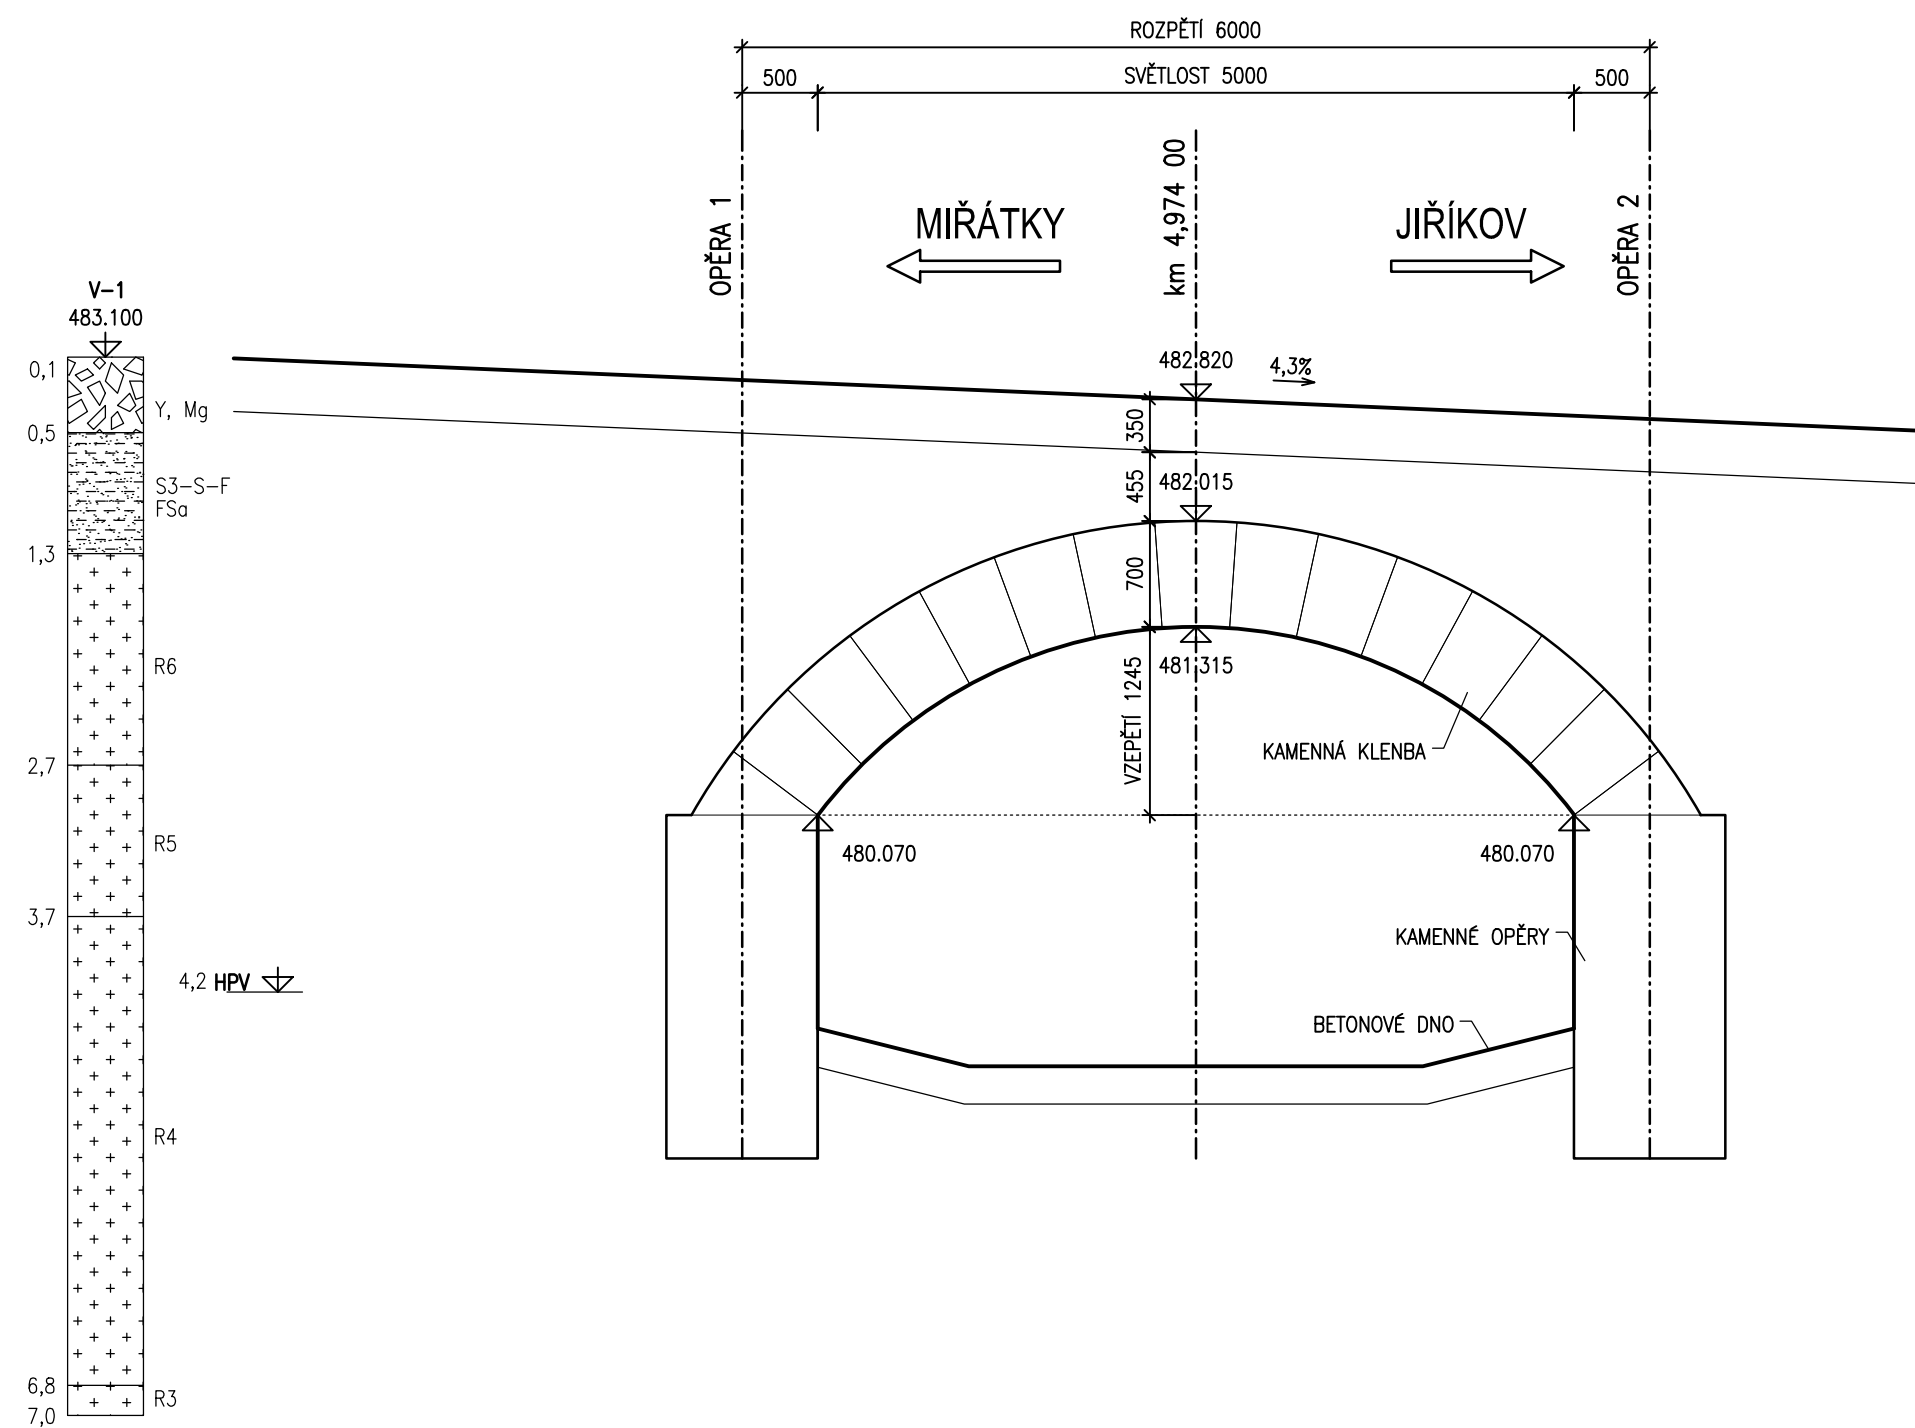 ROZPĚTÍ 6000
500
SVĚTLOST 5000
500
OPĚRA 1
MIŘÁTKY
km 4,974 00
JIŘÍKOV
OPĚRA 2
V-1
483.100
0,1
Y, Mg
0,5
S3-S-F
FSa
1,3
R6
2,7
R5
3,7
4,2 HPV
R4
6,8
R3
7,0
482.820
4,3%
350
455
482.015
700
481.315
VZEPĚTÍ 1245
KAMENNÁ KLENBA
480.070
480.070
KAMENNÉ OPĚRY
BETONOVÉ DNO